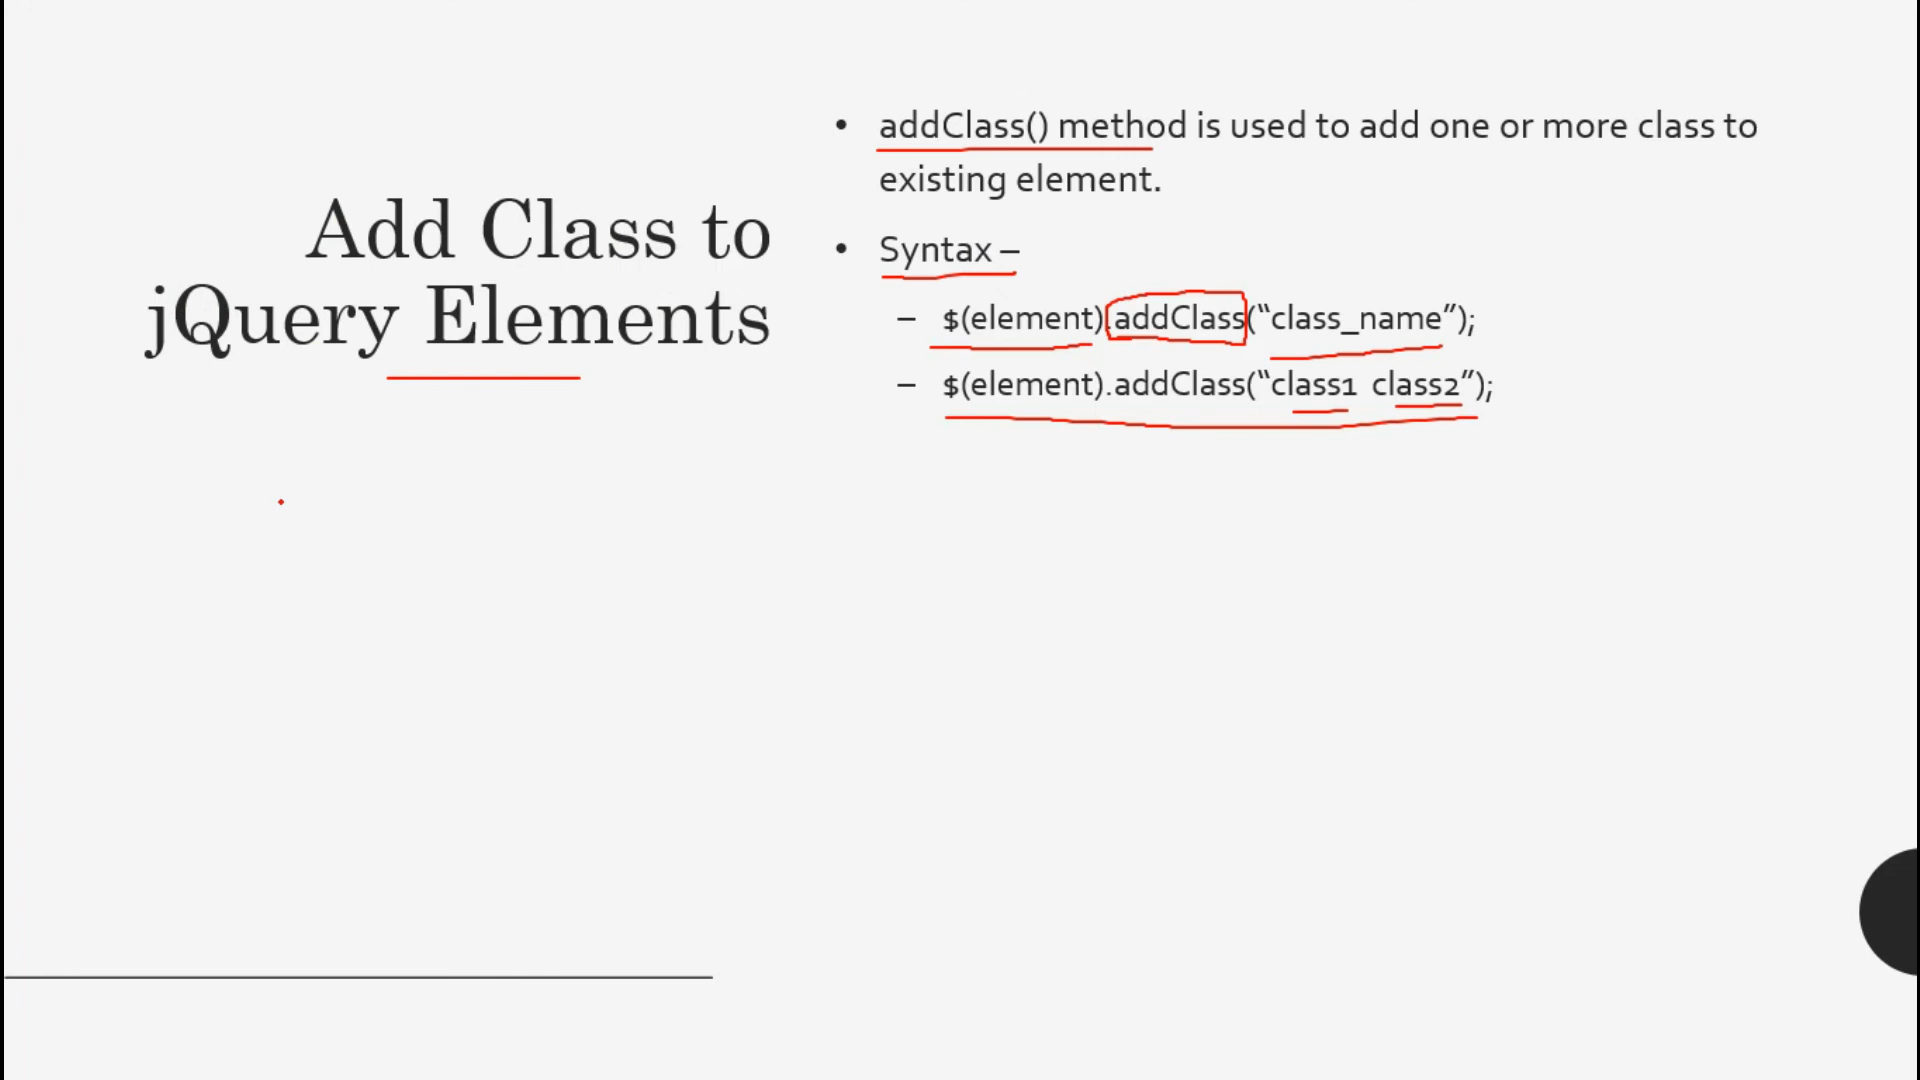 Add Class to
jQuery Elements
• addClass() method is used to add one or more class to
existing element.
• Syntax –
– $(element).addClass(“class_name”);
– $(element).addClass(“class1 class2”);